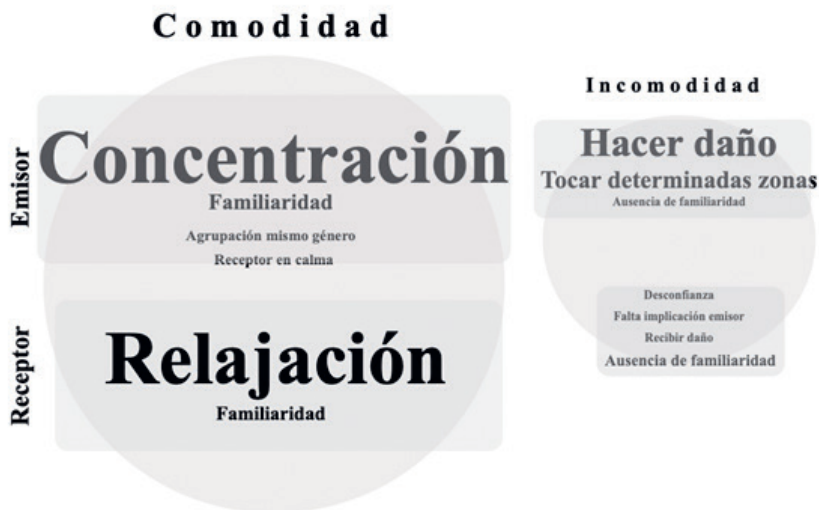 Comodidad
Incomodidad
Emisor
Concentración
Familiaridad
Agrupación mismo género
Receptor en calma
Hacer daño
Tocar determinadas zonas
Ausencia de familiaridad
Receptor
Relajación
Familiaridad
Desconfianza
Falta implicación emisor
Recibir daño
Ausencia de familiaridad